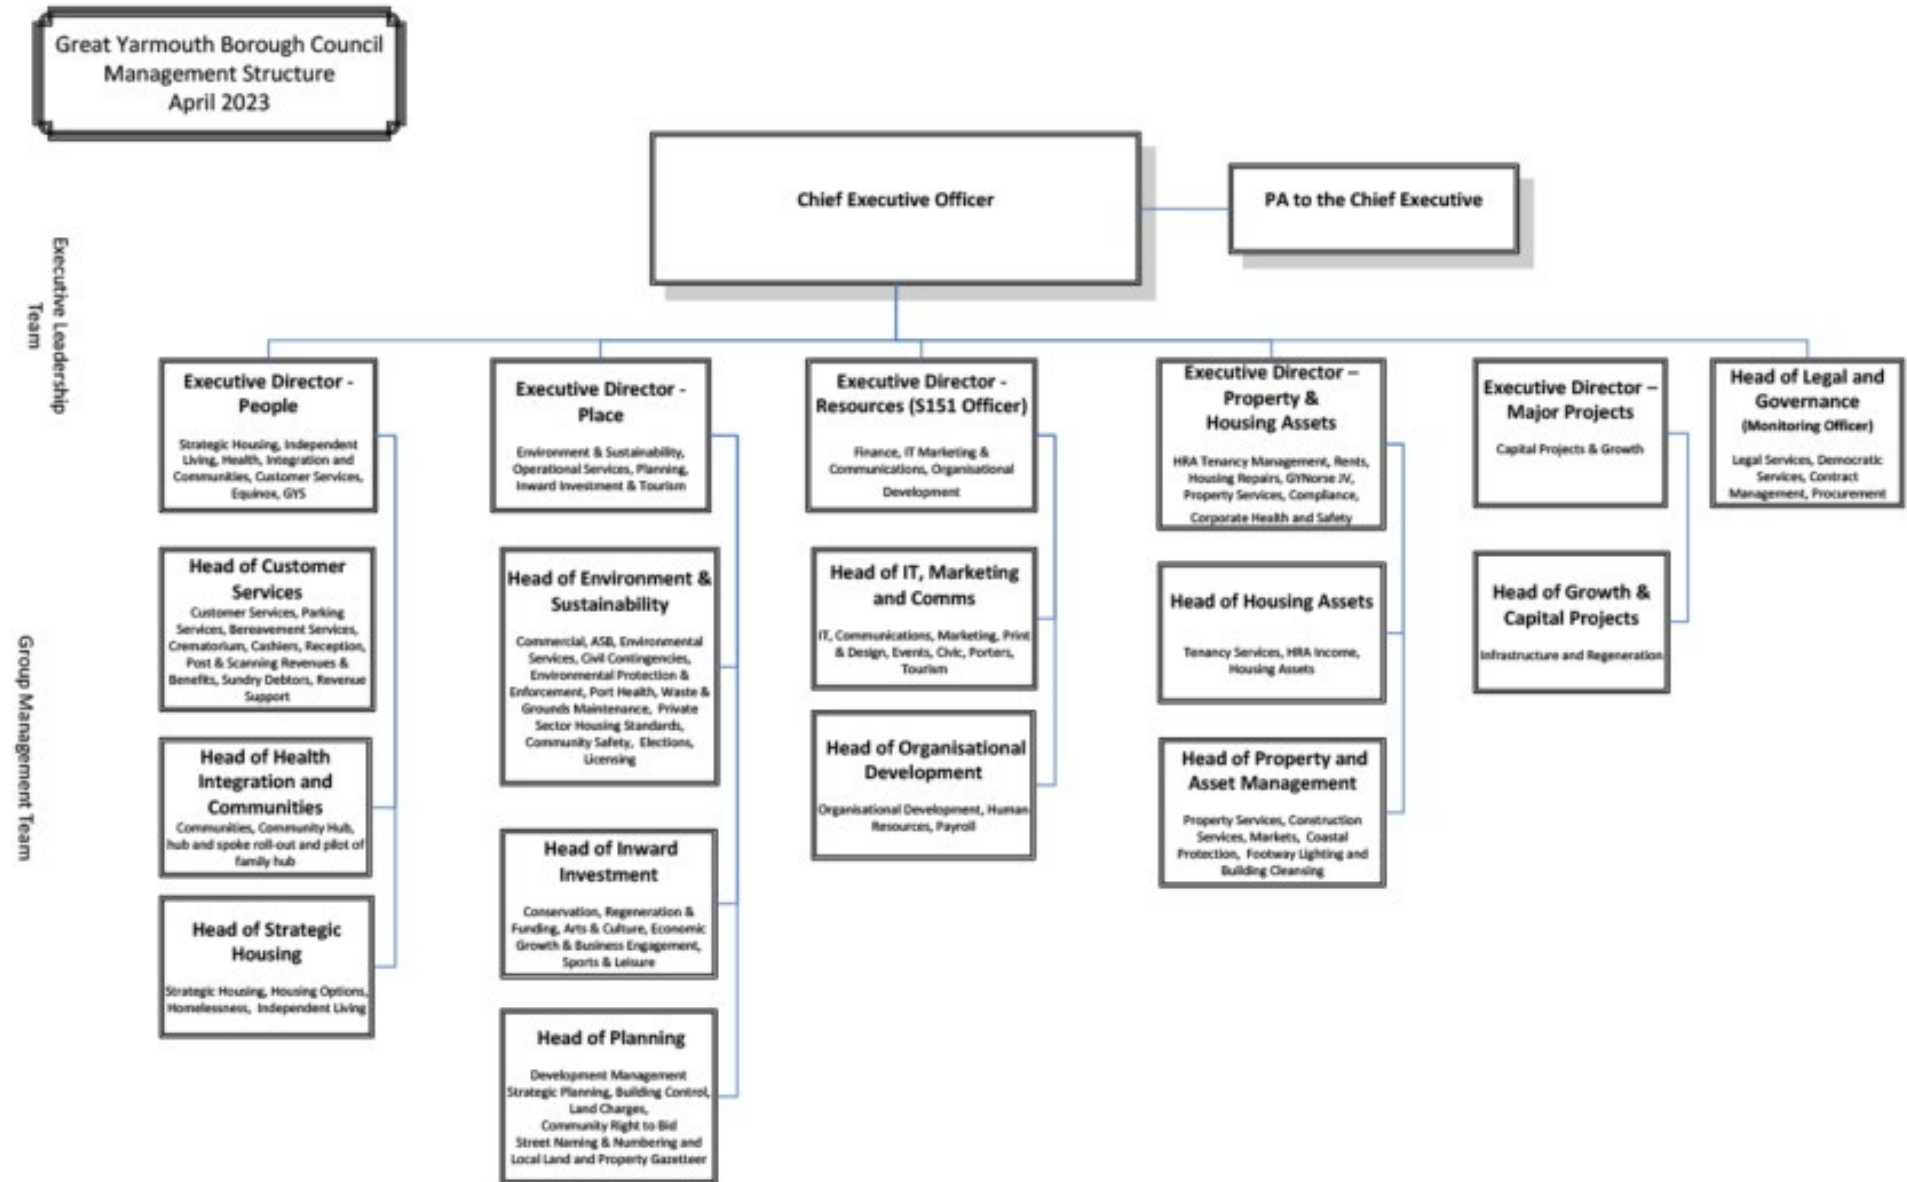 Great Yarmouth Borough Council
Management Structure
April 2023
Chief Executive Officer
PA to the Chief Executive
Executive Leadership
Team
Group Management Team
Executive Director -
People
Strategic Housing, Independent
Living, Health, Integration and
Communities, Customer Services,
Equinox, GYS
Head of Customer
Services
Customer Services, Parking
Services, Bereavement Services,
Crematorium, Cashiers, Reception,
Post & Scanning Revenues &
Benefits, Sundry Debtors, Revenue
Support
Head of Health
Integration and
Communities
Communities, Community Hub,
hub and spoke roll-out and pilot of
family hub
Head of Strategic
Housing
Strategic Housing, Housing Options,
Homelessness, Independent Living
Executive Director -
Place
Environment & Sustainability,
Operational Services, Planning,
Inward Investment & Tourism
Head of Environment &
Sustainability
Commercial, ASB, Environmental
Services, Civil Contingencies,
Environmental Protection &
Enforcement, Port Health, Waste &
Grounds Maintenance, Private
Sector Housing Standards,
Community Safety, Elections,
Licensing
Head of Inward
Investment
Conservation, Regeneration &
Funding, Arts & Culture, Economic
Growth & Business Engagement,
Sports & Leisure
Head of Planning
Development Management
Strategic Planning, Building Control,
Land Charges,
Community Right to Bid
Street Naming & Numbering and
Local Land and Property Gazetteer
Executive Director -
Resources (S151 Officer)
Finance, IT Marketing &
Communications, Organisational
Development
Head of IT, Marketing
and Comms
IT, Communications, Marketing, Print
& Design, Events, Civic, Porters,
Tourism
Head of Organisational
Development
Organisational Development, Human
Resources, Payroll
Executive Director –
Property &
Housing Assets
HRA Tenancy Management, Rents,
Housing Repairs, GYNorse JV,
Property Services, Compliance,
Corporate Health and Safety
Head of Housing Assets
Tenancy Services, HRA Income,
Housing Assets
Head of Property and
Asset Management
Property Services, Construction
Services, Markets, Coastal
Protection, Footway Lighting and
Building Cleansing
Executive Director –
Major Projects
Capital Projects & Growth
Head of Growth &
Capital Projects
Infrastructure and Regeneration
Head of Legal and
Governance
(Monitoring Officer)
Legal Services, Democratic
Services, Contract
Management, Procurement